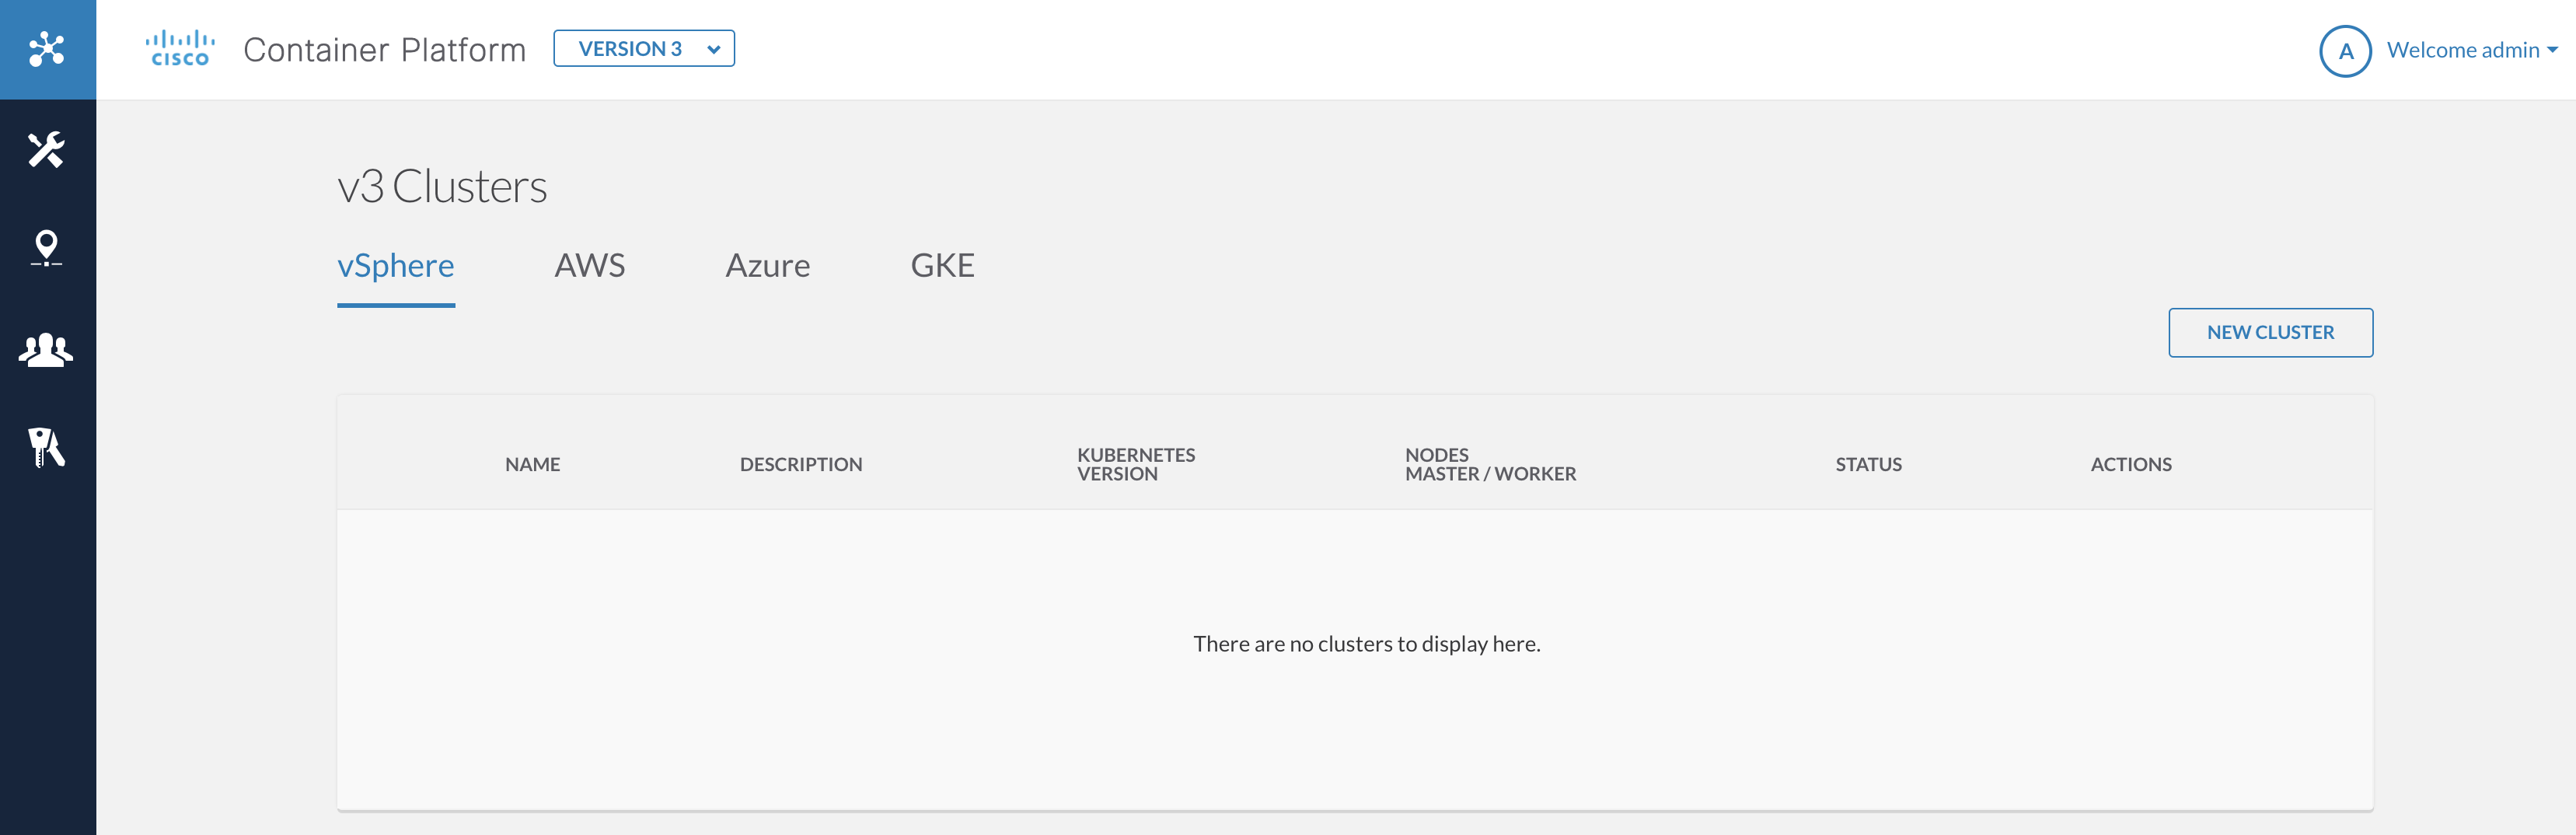 CISCO
Container Platform
VERSION 3
A
Welcome admin
v3 Clusters
vSphere
AWS
Azure
GKE
NEW CLUSTER
NAME
DESCRIPTION
KUBERNETES
VERSION
NODES
MASTER / WORKER
STATUS
ACTIONS
There are no clusters to display here.